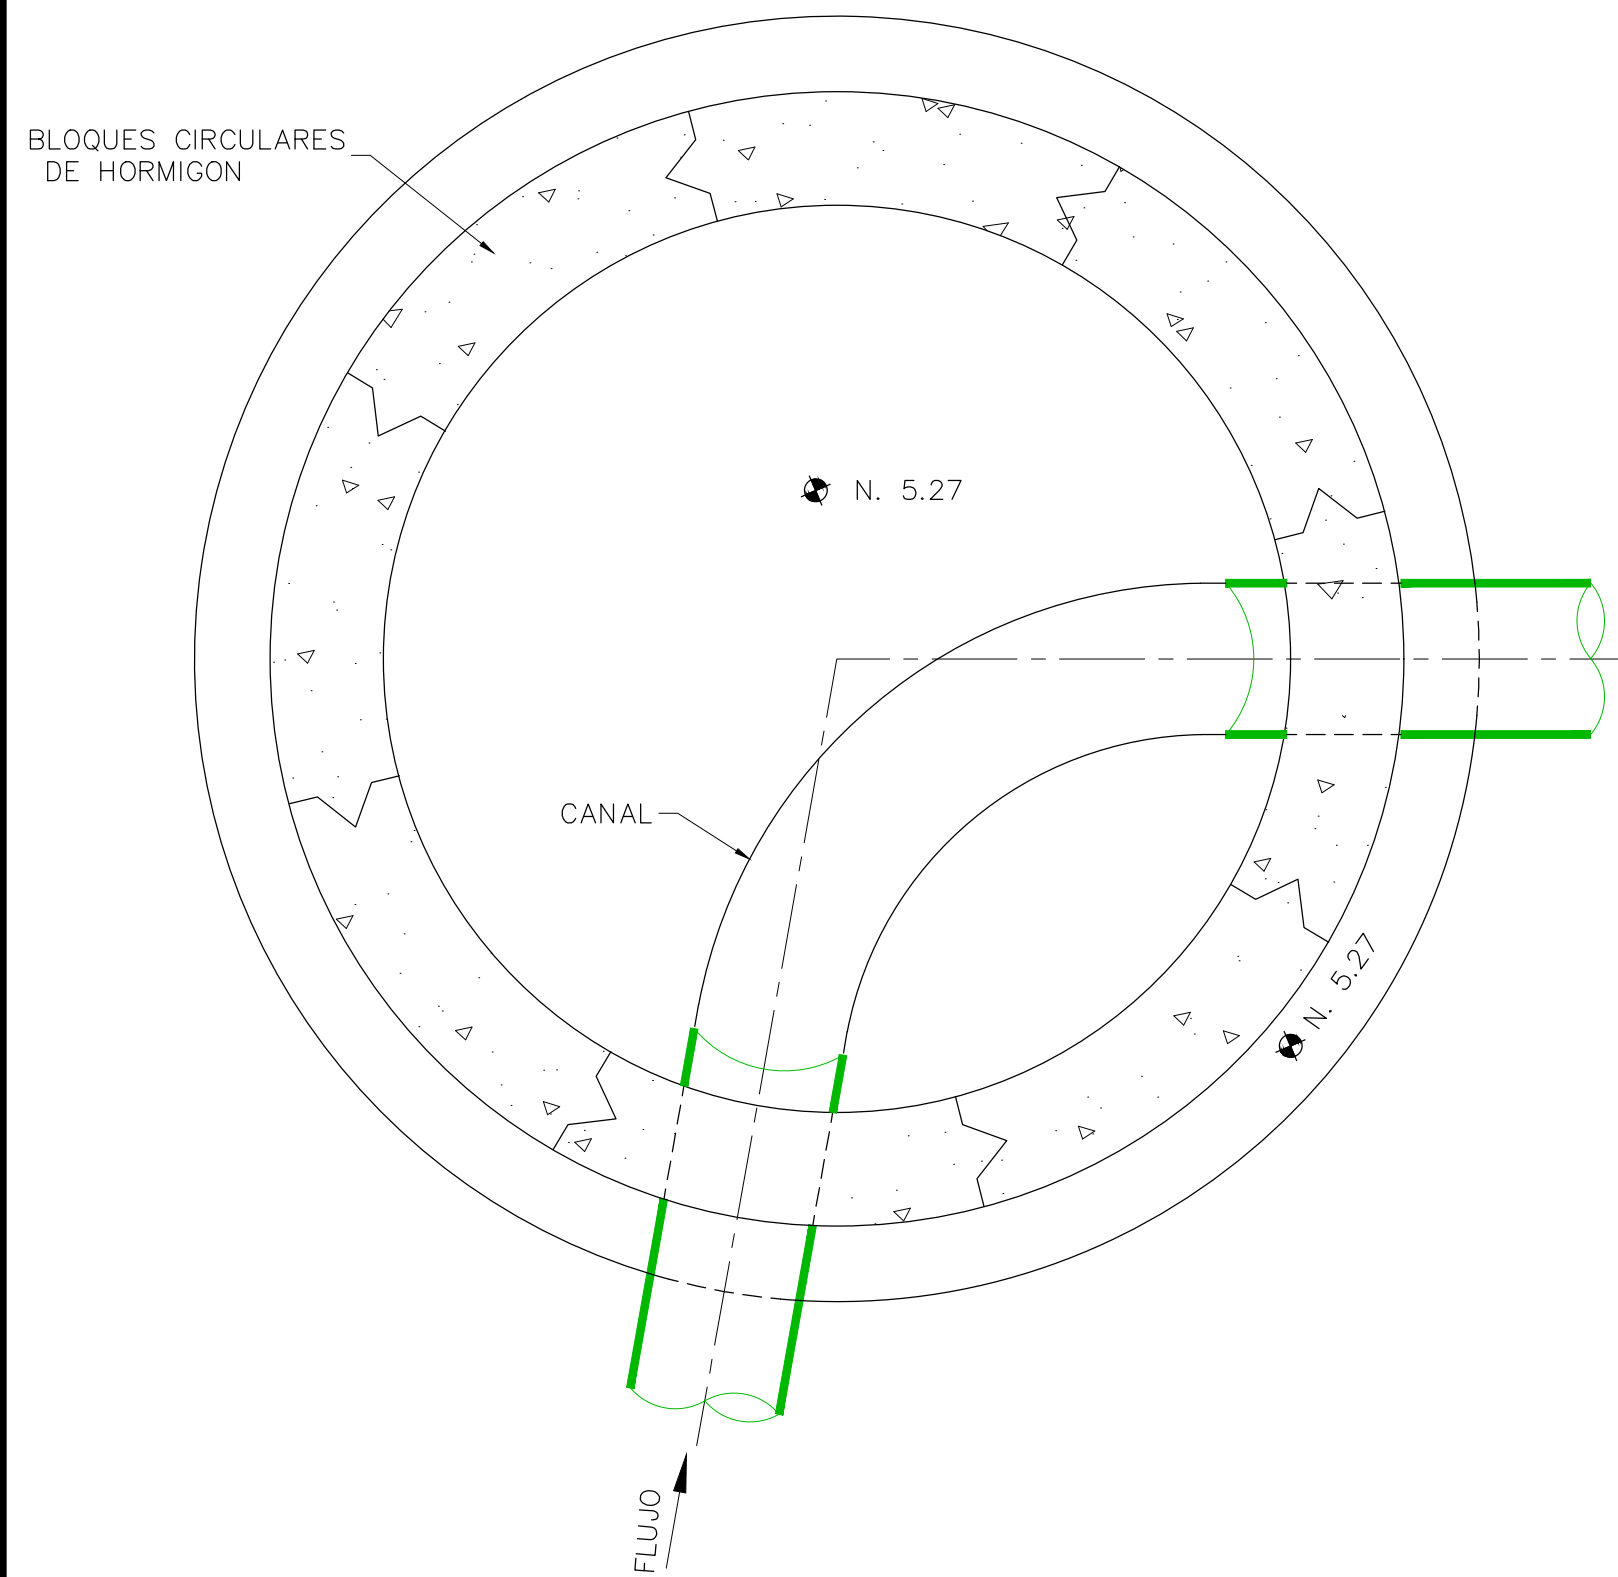 BLOQUES CIRCULARES
DE HORMIGON
N. 5.27
CANAL
N. 5.27
FLUJO